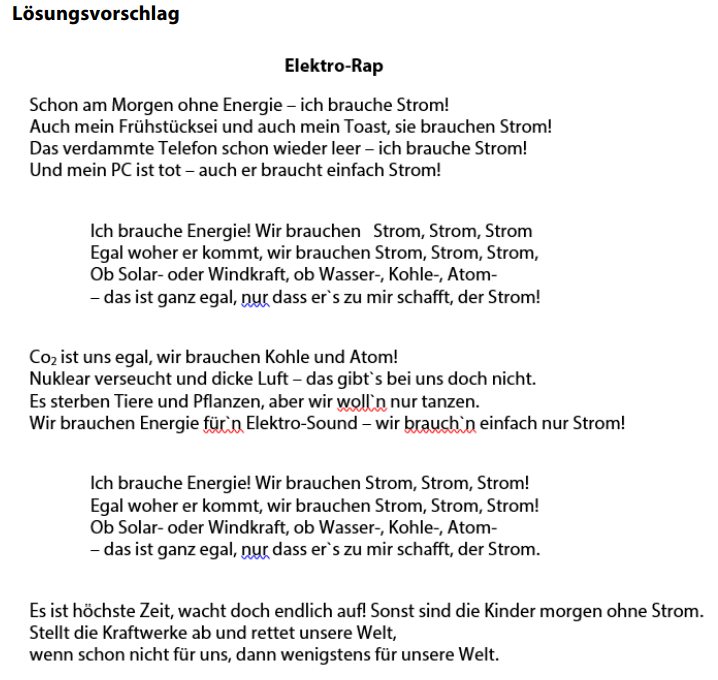 Lösungsvorschlag
Elektro-Rap
Schon am Morgen ohne Energie – ich brauche Strom!
Auch mein Frühstücksei und auch mein Toast, sie brauchen Strom!
Das verdammte Telefon schon wieder leer – ich brauche Strom!
Und mein PC ist tot – auch er braucht einfach Strom!
Ich brauche Energie! Wir brauchen Strom, Strom, Strom
Egal woher er kommt, wir brauchen Strom, Strom, Strom,
Ob Solar- oder Windkraft, ob Wasser-, Kohle-, Atom-
– das ist ganz egal, nur dass er`s zu mir schafft, der Strom!
Co₂ ist uns egal, wir brauchen Kohle und Atom!
Nuklear verseucht und dicke Luft – das gibt`s bei uns doch nicht.
Es sterben Tiere und Pflanzen, aber wir woll`n nur tanzen.
Wir brauchen Energie für`n Elektro-Sound – wir brauch`n einfach nur Strom!
Ich brauche Energie! Wir brauchen Strom, Strom, Strom!
Egal woher er kommt, wir brauchen Strom, Strom, Strom!
Ob Solar- oder Windkraft, ob Wasser-, Kohle-, Atom-
– das ist ganz egal, nur dass er`s zu mir schafft, der Strom.
Es ist höchste Zeit, wacht doch endlich auf! Sonst sind die Kinder morgen ohne Strom.
Stellt die Kraftwerke ab und rettet unsere Welt,
wenn schon nicht für uns, dann wenigstens für unsere Welt.